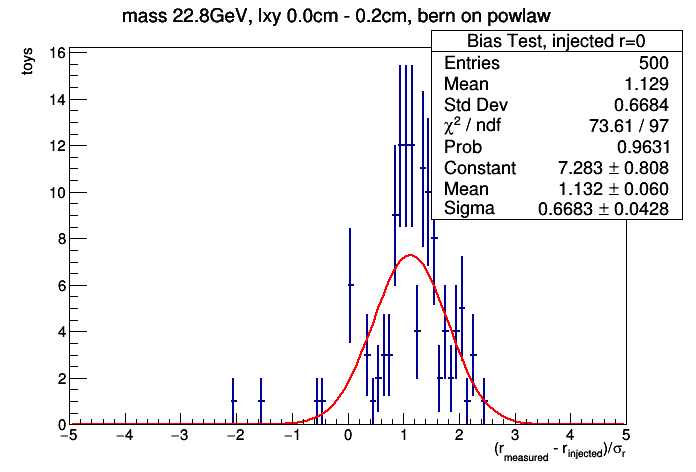 mass 22.8GeV, lxy 0.0cm - 0.2cm, bern on powlaw
Bias Test, injected r=0
Entries 500
Mean 1.129
Std Dev 0.6684
χ² / ndf 73.61 / 97
Prob 0.9631
Constant 7.283 ± 0.808
Mean 1.132 ± 0.060
Sigma 0.6683 ± 0.0428
toys
16
14
12
10
8
6
4
2
0
−5 −4 −3 −2 −1 0 1 2 3 4 5
(r_measured - r_injected)/σ_r